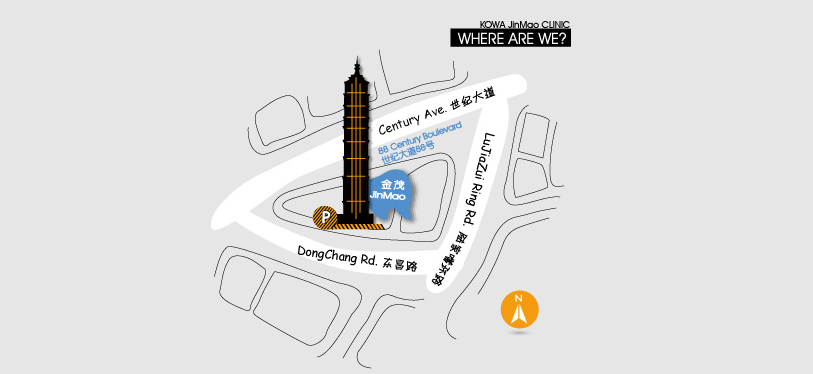 KOWA JinMao CLINIC
WHERE ARE WE?
Century Ave. 世纪大道
88 Century Boulevard
世纪大道88号
LuJiaZui Ring Rd. 陆家嘴环路
金茂
JinMao
P
DongChang Rd. 东昌路
N